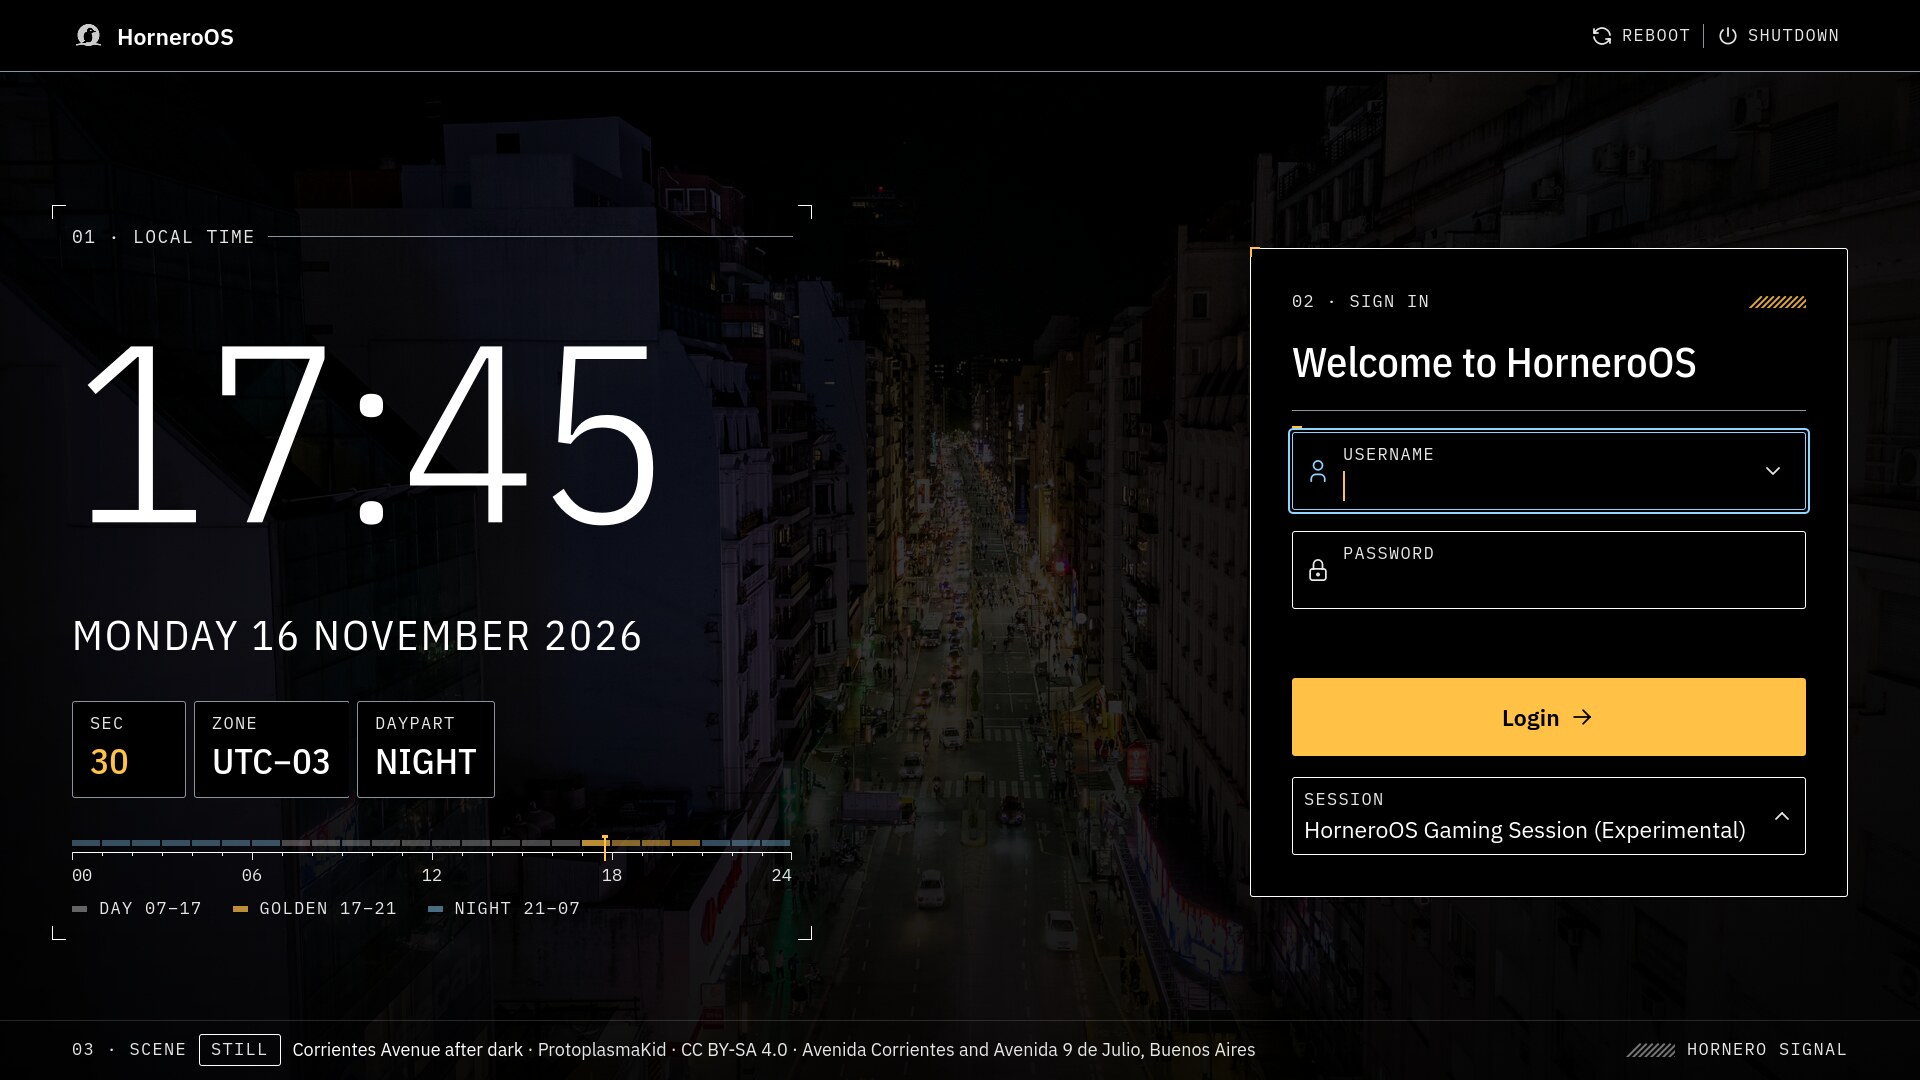 HorneroOS
REBOOT
SHUTDOWN
01 · LOCAL TIME
17:45
MONDAY 16 NOVEMBER 2026
SEC
30
ZONE
UTC−03
DAYPART
NIGHT
00 06 12 18 24
DAY 07–17 GOLDEN 17–21 NIGHT 21–07
02 · SIGN IN
Welcome to HorneroOS
USERNAME
PASSWORD
Login →
SESSION
HorneroOS Gaming Session (Experimental)
03 · SCENE STILL Corrientes Avenue after dark · ProtoplasmaKid · CC BY-SA 4.0 · Avenida Corrientes and Avenida 9 de Julio, Buenos Aires
HORNERO SIGNAL